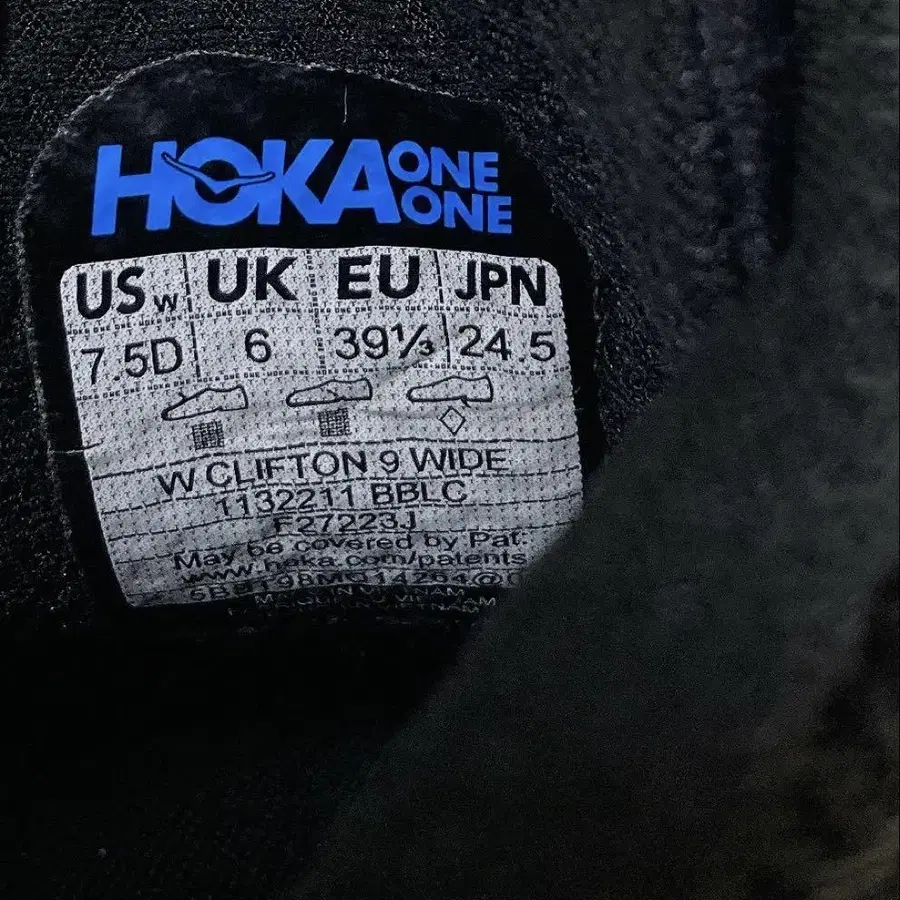 HOKA ONE ONE
US W UK EU JPN
7.5D 6 39⅓ 24.5
W CLIFTON 9 WIDE
1132211 BBLC
F27223J
May be covered by Pat:
www.hoka.com/patents